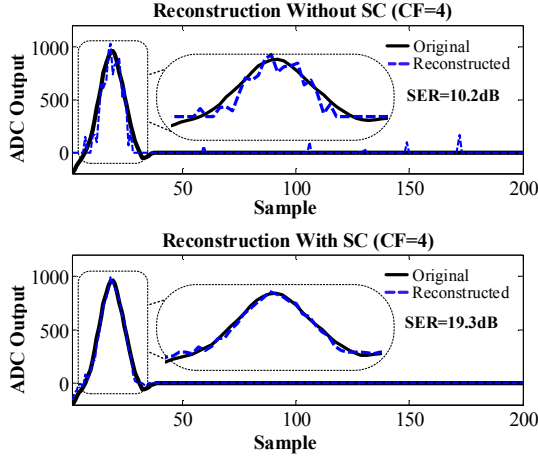 Reconstruction Without SC (CF=4)
ADC Output
1000
500
0
Original
Reconstructed
SER=10.2dB
50
100
150
200
Sample
Reconstruction With SC (CF=4)
ADC Output
1000
500
0
Original
Reconstructed
SER=19.3dB
50
100
150
200
Sample